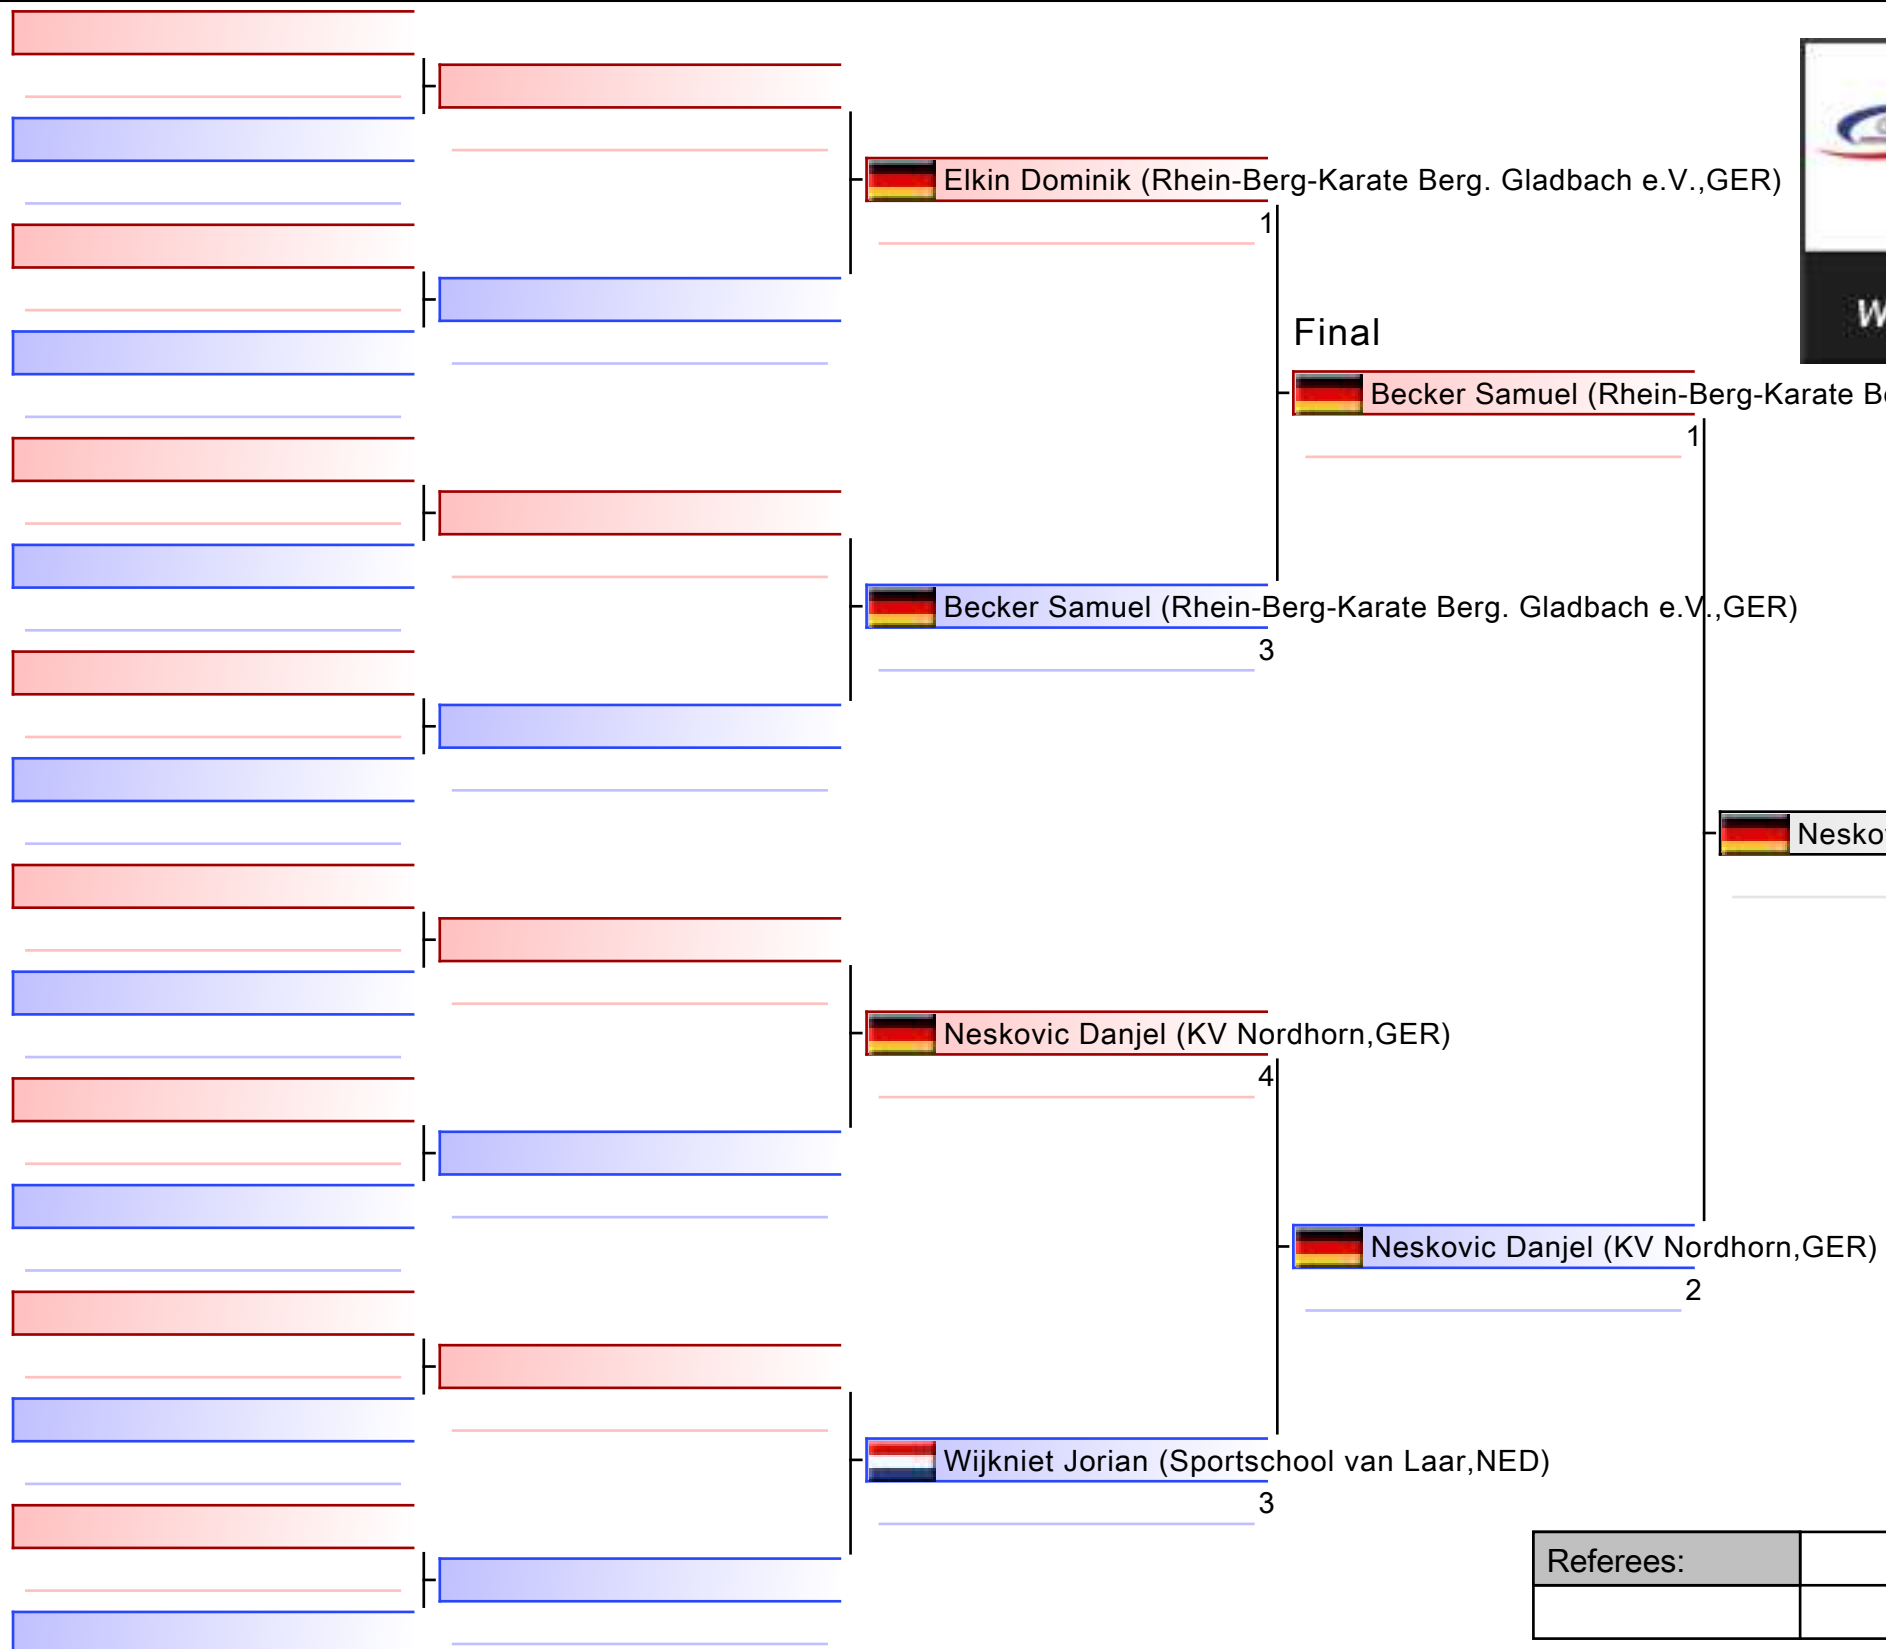 Elkin Dominik (Rhein-Berg-Karate Berg. Gladbach e.V.,GER)
1
Final
Becker Samuel (Rhein-Berg-Karate
1
Becker Samuel (Rhein-Berg-Karate Berg. Gladbach e.V.,GER)
3
Neskovic Danjel (KV Nordhorn,GER)
4
Neskovic Danjel (KV Nordhorn,GER)
2
Wijkniet Jorian (Sportschool van Laar,NED)
3
Referees: